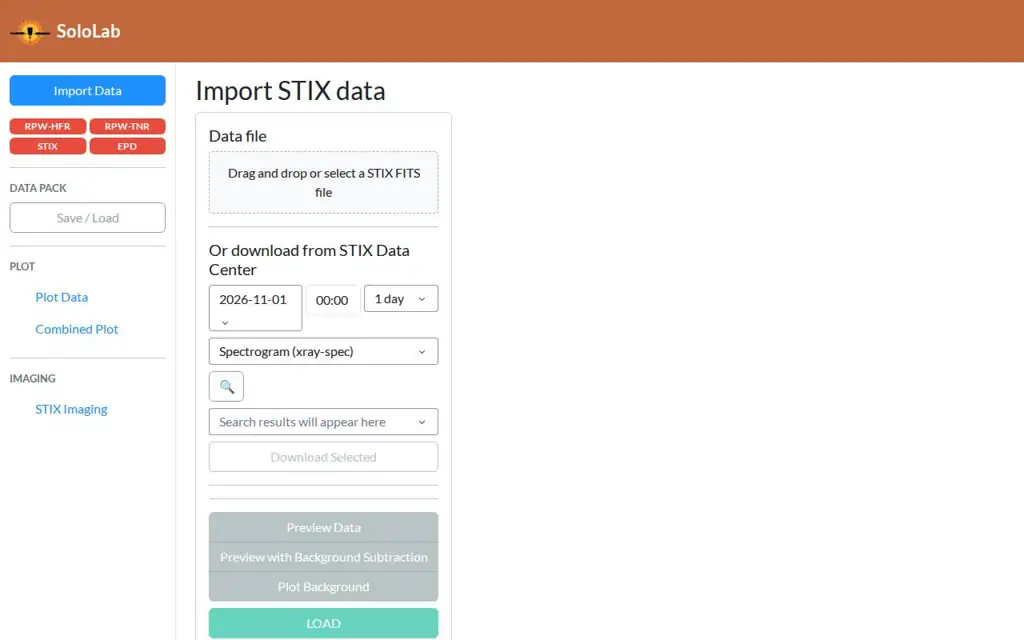 SoloLab
Import Data
RPW-HFR
RPW-TNR
STIX
EPD
DATA PACK
Save / Load
PLOT
Plot Data
Combined Plot
IMAGING
STIX Imaging
Import STIX data
Data file
Drag and drop or select a STIX FITS
file
Or download from STIX Data
Center
2026-11-01
00:00
1 day
Spectrogram (xray-spec)
Search results will appear here
Download Selected
Preview Data
Preview with Background Subtraction
Plot Background
LOAD